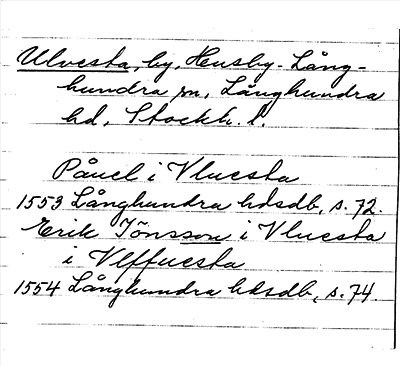 Ulvesta, by, Husby-Lång-
hundra sn, Långhundra
hd, Stockh. l.
Påuel i Vluesta
1553 Långhundra hdsdb, s. 72.
Erik Jönsson i Vluesta
i Vlffuesta
1554 Långhundra hdsdb, s. 74.